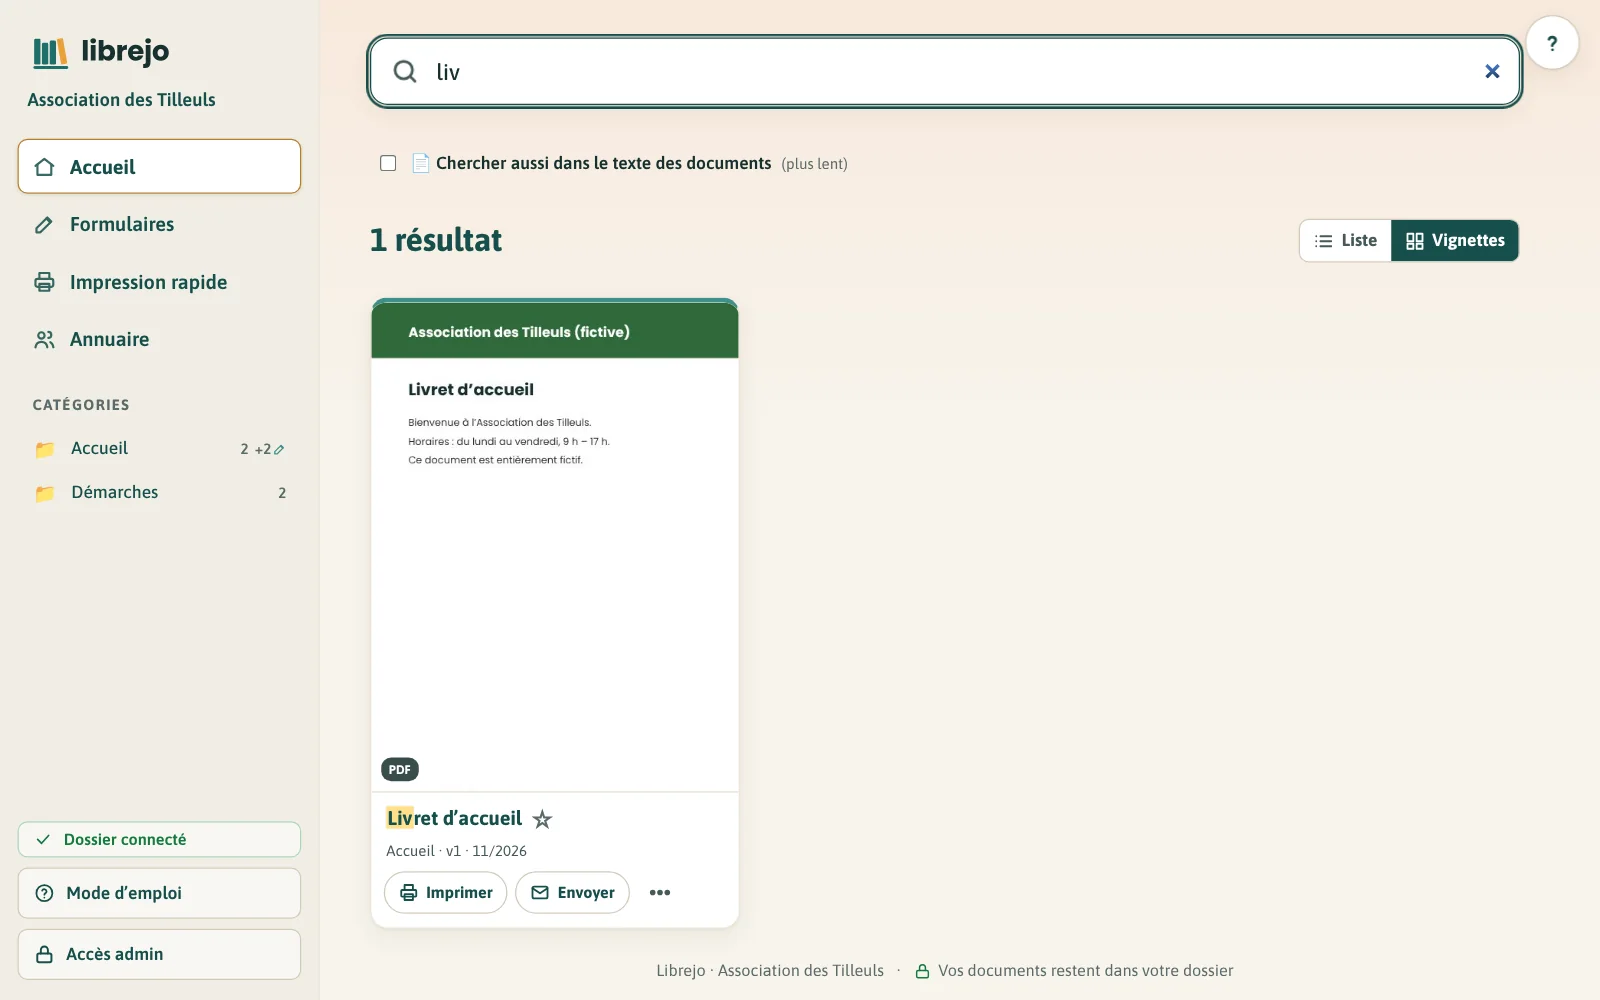 librejo
Association des Tilleuls
Accueil
Formulaires
Impression rapide
Annuaire
CATÉGORIES
Accueil 2 +2
Démarches 2
Dossier connecté
Mode d’emploi
Accès admin
liv
?
Chercher aussi dans le texte des documents (plus lent)
1 résultat
Liste
Vignettes
Association des Tilleuls (fictive)
Livret d’accueil
Bienvenue à l’Association des Tilleuls.
Horaires : du lundi au vendredi, 9 h – 17 h.
Ce document est entièrement fictif.
PDF
Livret d’accueil
Accueil · v1 · 11/2026
Imprimer
Envoyer
Librejo · Association des Tilleuls · Vos documents restent dans votre dossier